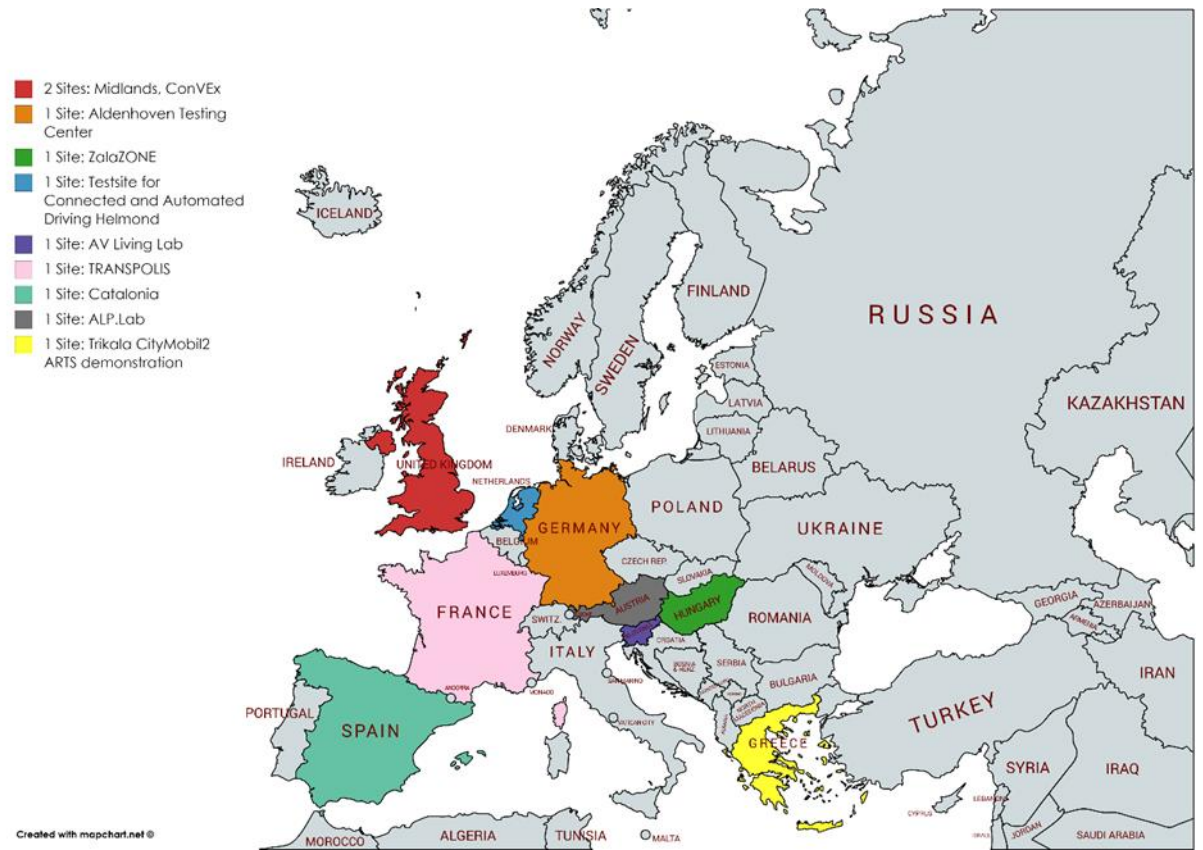 2 Sites: Midlands, ConVEx
1 Site: Aldenhoven Testing
Center
1 Site: ZalaZONE
1 Site: Testsite for
Connected and Automated
Driving Helmond
1 Site: AV Living Lab
1 Site: TRANSPOLIS
1 Site: Catalonia
1 Site: ALP.Lab
1 Site: Trikala CityMobil2
ARTS demonstration
ICELAND
NORWAY
SWEDEN
FINLAND
RUSSIA
ESTONIA
LATVIA
LITHUANIA
DENMARK
KAZAKHSTAN
IRELAND
UNITED KINGDOM
BELARUS
NETHERLANDS
POLAND
GERMANY
UKRAINE
BELGIUM
LUXEMBURG
CZECH REP.
SLOVAKIA
MOLDOVA
FRANCE
SWITZ.
AUSTRIA
HUNGARY
ROMANIA
GEORGIA
AZERBAIJAN
ARMENIA
CROATIA
ITALY
BOSNIA
& HERZ.
SERBIA
BULGARIA
SAN MARINO
ANDORRA
MONACO
VATICAN CITY
NORTH
MACEDONIA
PORTUGAL
SPAIN
GREECE
TURKEY
IRAN
SYRIA
IRAQ
CYPRUS
LEBANON
JORDAN
SAUDI ARABIA
MOROCCO
ALGERIA
TUNISIA
MALTA
Created with mapchart.net ©